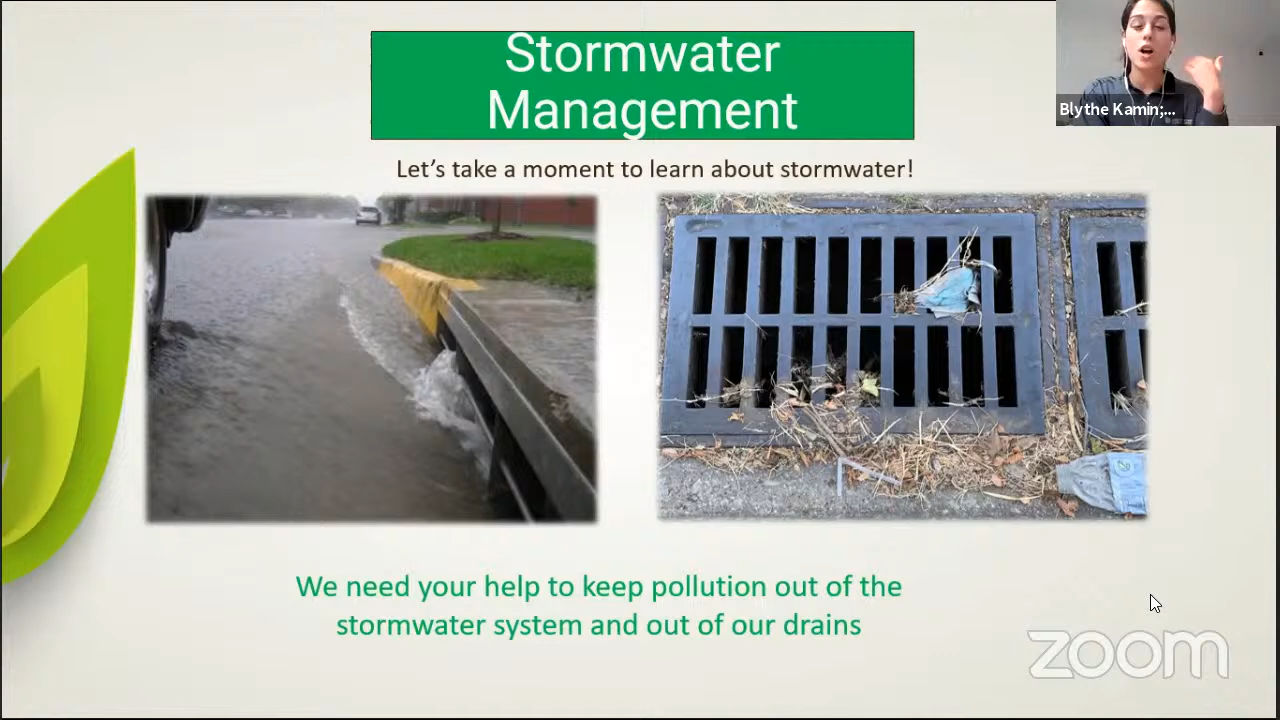 Stormwater
Management
Blythe Kamin;...
Let's take a moment to learn about stormwater!
We need your help to keep pollution out of the
stormwater system and out of our drains
zoom